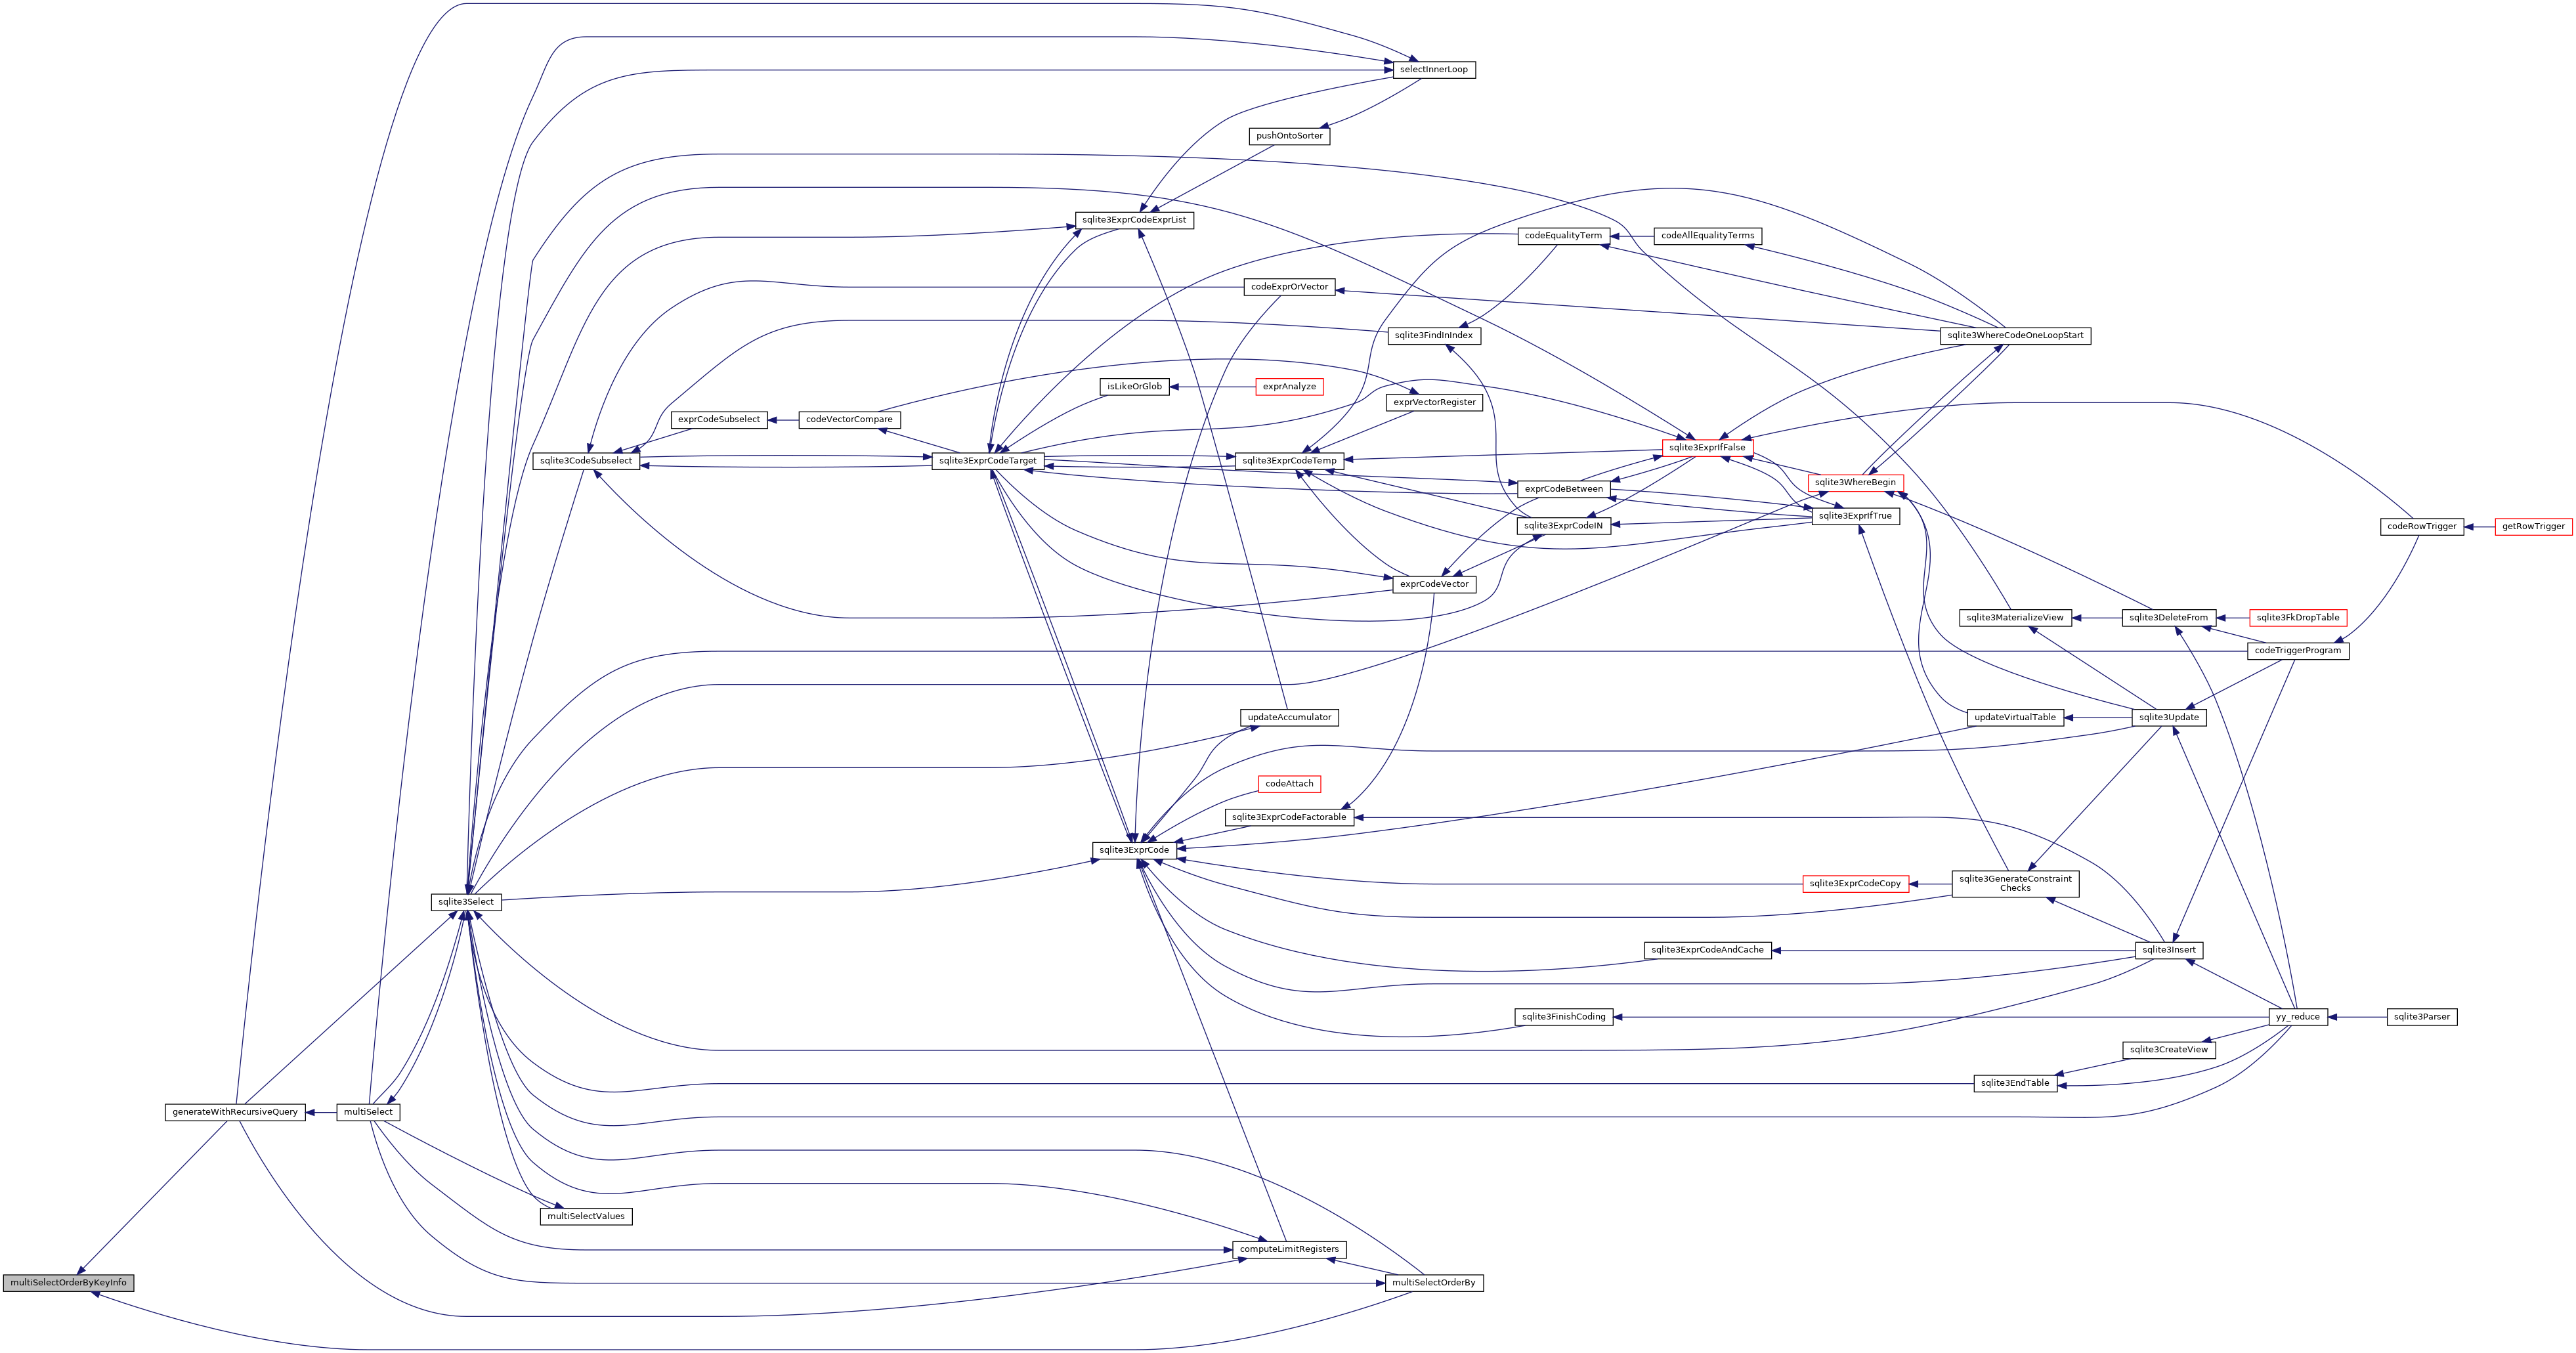 selectInnerLoop
pushOntoSorter
sqlite3ExprCodeExprList
codeEqualityTerm
codeAllEqualityTerms
codeExprOrVector
sqlite3FindInIndex
sqlite3WhereCodeOneLoopStart
isLikeOrGlob
exprAnalyze
exprVectorRegister
exprCodeSubselect
codeVectorCompare
sqlite3ExprIfFalse
sqlite3CodeSubselect
sqlite3ExprCodeTarget
sqlite3ExprCodeTemp
sqlite3WhereBegin
exprCodeBetween
sqlite3ExprIfTrue
sqlite3ExprCodeIN
codeRowTrigger
getRowTrigger
exprCodeVector
sqlite3MaterializeView
sqlite3DeleteFrom
sqlite3FkDropTable
codeTriggerProgram
updateAccumulator
updateVirtualTable
sqlite3Update
codeAttach
sqlite3ExprCodeFactorable
sqlite3ExprCode
sqlite3ExprCodeCopy
sqlite3GenerateConstraint
Checks
sqlite3Select
sqlite3ExprCodeAndCache
sqlite3Insert
sqlite3FinishCoding
yy_reduce
sqlite3Parser
sqlite3CreateView
sqlite3EndTable
generateWithRecursiveQuery
multiSelect
multiSelectValues
computeLimitRegisters
multiSelectOrderByKeyInfo
multiSelectOrderBy